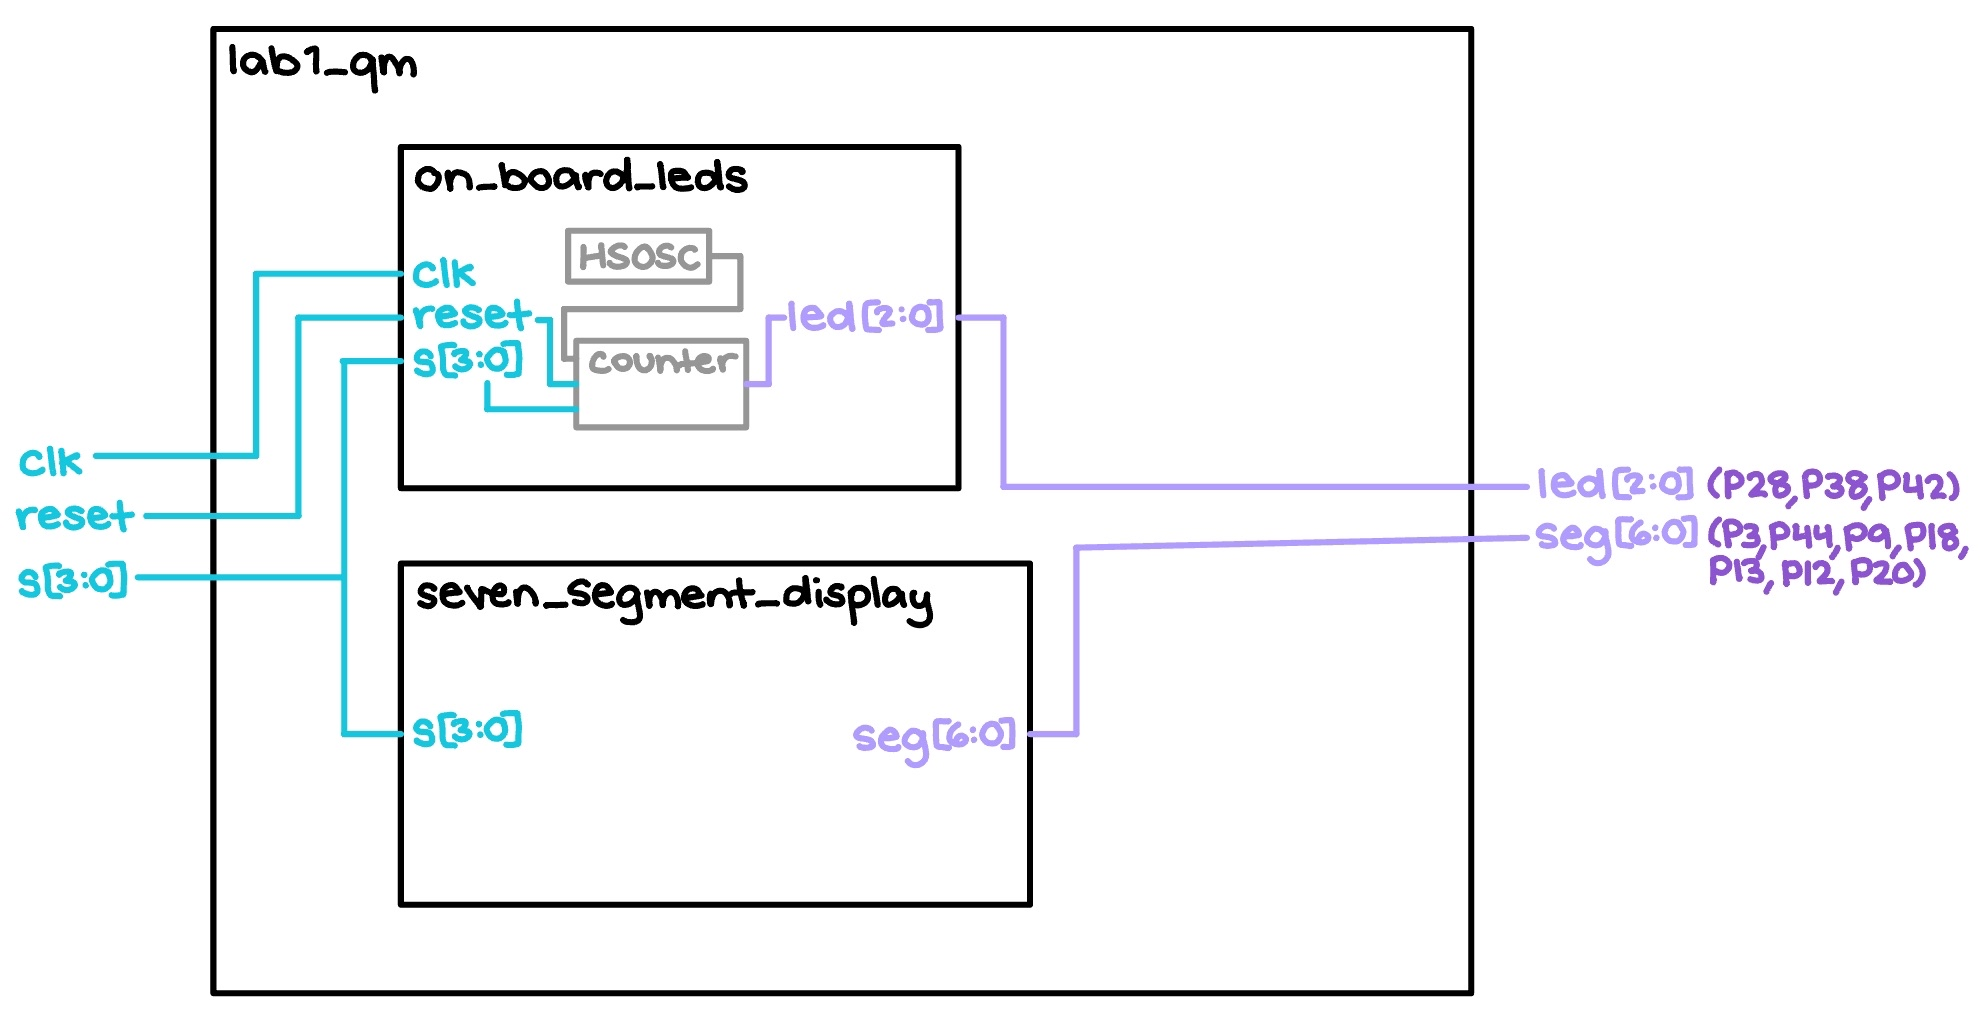 lab1_qm
on_board_leds
HSOSC
clk
reset
s[3:0]
counter
led[2:0]
clk
reset
s[3:0]
led[2:0] (P28,P38,P42)
seg[6:0] (P3,P44,P9,P18,
P13,P12,P20)
seven_segment_display
s[3:0]
seg[6:0]